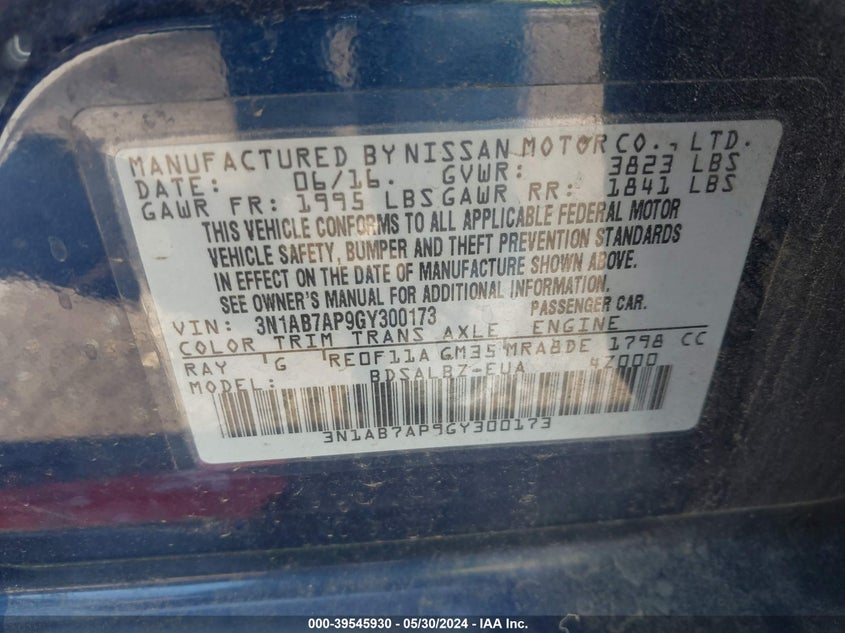 MANUFACTURED BY NISSAN MOTOR CO., LTD.
DATE: 06/16. GVWR: 3823 LBS
GAWR FR: 1995 LBS GAWR RR: 1841 LBS
THIS VEHICLE CONFORMS TO ALL APPLICABLE FEDERAL MOTOR
VEHICLE SAFETY, BUMPER AND THEFT PREVENTION STANDARDS
IN EFFECT ON THE DATE OF MANUFACTURE SHOWN ABOVE.
SEE OWNER'S MANUAL FOR ADDITIONAL INFORMATION.
VIN: 3N1AB7AP9GY300173 PASSENGER CAR.
COLOR TRIM TRANS AXLE ENGINE
RAY G RE0F11A GM35 MRA8DE 1798 CC
MODEL: BDSALBZ-EUA 4Z000
3N1AB7AP9GY300173
000-39545930 / 05/30/2024 - IAA Inc.